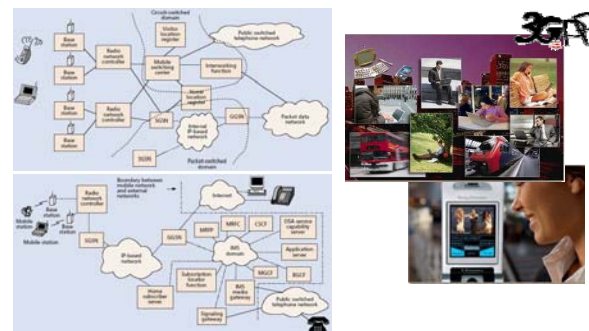 Circuit-switched
domain
Visitor
location
register
Public switched
telephone network
Base
station
Radio
network
controller
Mobile
switching
center
Interworking
function
Base
station
Home
location
register
Base
station
Radio
network
controller
SGSN
GGSN
Packet data
network
Base
station
Internal
IP-based
network
SGSN
Packet-switched
domain
Boundary between
mobile network
and external
networks
Radio
network
controller
Internet
Base
station
Mobile
station
Base
station
Mobile station
SGSN
GGSN
MRFP
MRFC
CSCF
OSA service
capability
server
IP-based
network
IMS
domain
Application
server
Subscription
locator
function
MGCF
BGCF
Home
subscriber
server
IMS
media
gateway
Signaling
gateway
Public switched
telephone network
3GPP
Sony Ericsson